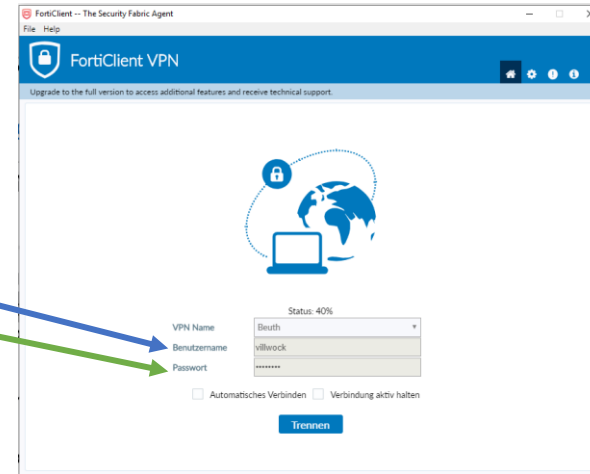 FortiClient -- The Security Fabric Agent
File Help
FortiClient VPN
Upgrade to the full version to access additional features and receive technical support.
Status: 40%
VPN Name Beuth
Benutzername villwock
Passwort ••••••••
Automatisches Verbinden Verbindung aktiv halten
Trennen